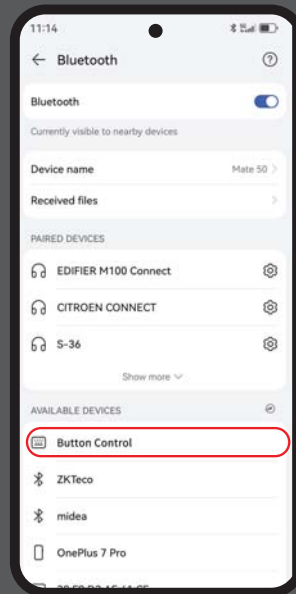 11:14
Bluetooth
Bluetooth
Currently visible to nearby devices
Device name Mate 50
Received files
PAIRED DEVICES
EDIFIER M100 Connect
CITROEN CONNECT
S-36
Show more
AVAILABLE DEVICES
Button Control
ZKTeco
midea
OnePlus 7 Pro